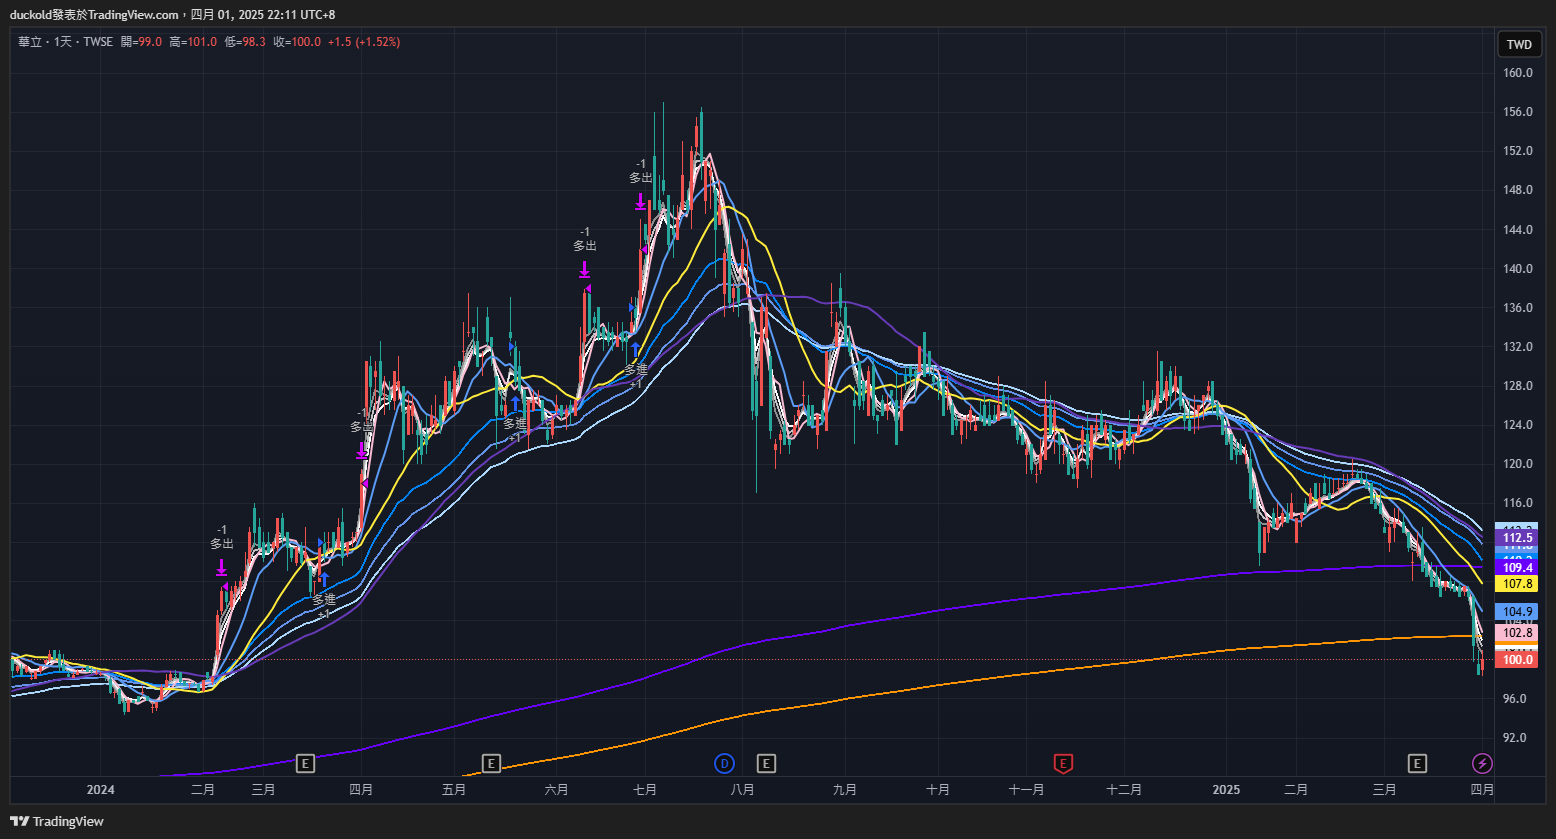 duckold發表於TradingView.com，四月 01, 2025 22:11 UTC+8
華立·1天·TWSE 開=99.0 高=101.0 低=98.3 收=100.0 +1.5 (+1.52%)
TWD
160.0
156.0
152.0
148.0
144.0
140.0
136.0
132.0
128.0
124.0
120.0
116.0
112.5
109.4
107.8
104.9
102.8
100.0
96.0
92.0
-1
多出
-1
多出
-1
多出
-1
多出
多進
+1
多進
+1
多進
+1
E
E
D
E
E
E
2024 二月 三月 四月 五月 六月 七月 八月 九月 十月 十一月 十二月 2025 二月 三月 四月
TradingView